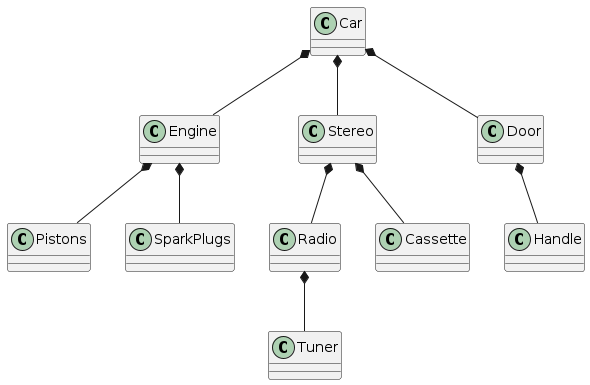 C Car
C Engine
C Stereo
C Door
C Pistons
C SparkPlugs
C Radio
C Cassette
C Handle
C Tuner